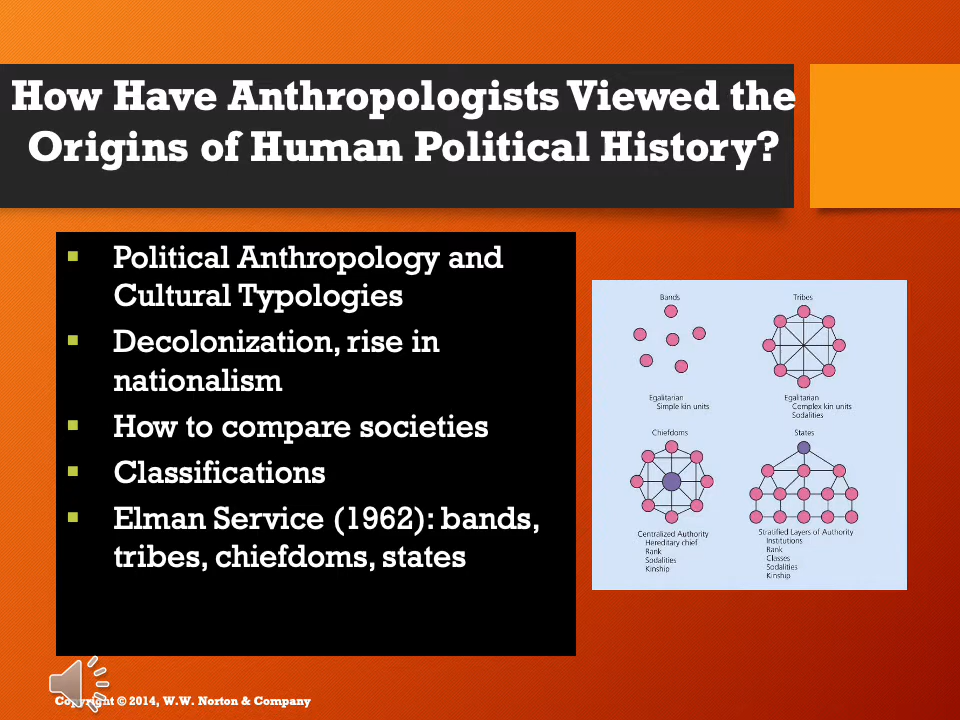 How Have Anthropologists Viewed the
Origins of Human Political History?
Political Anthropology and
Cultural Typologies
Decolonization, rise in
nationalism
How to compare societies
Classifications
Elman Service (1962): bands,
tribes, chiefdoms, states
Bands
Egalitarian
Simple kin units
Tribes
Egalitarian
Complex kin units
Sodalities
Chiefdoms
Centralized Authority
Hereditary chief
Rank
Sodalities
Kinship
States
Stratified Layers of Authority
Institutions
Rank
Classes
Sodalities
Kinship
Copyright © 2014, W.W. Norton & Company